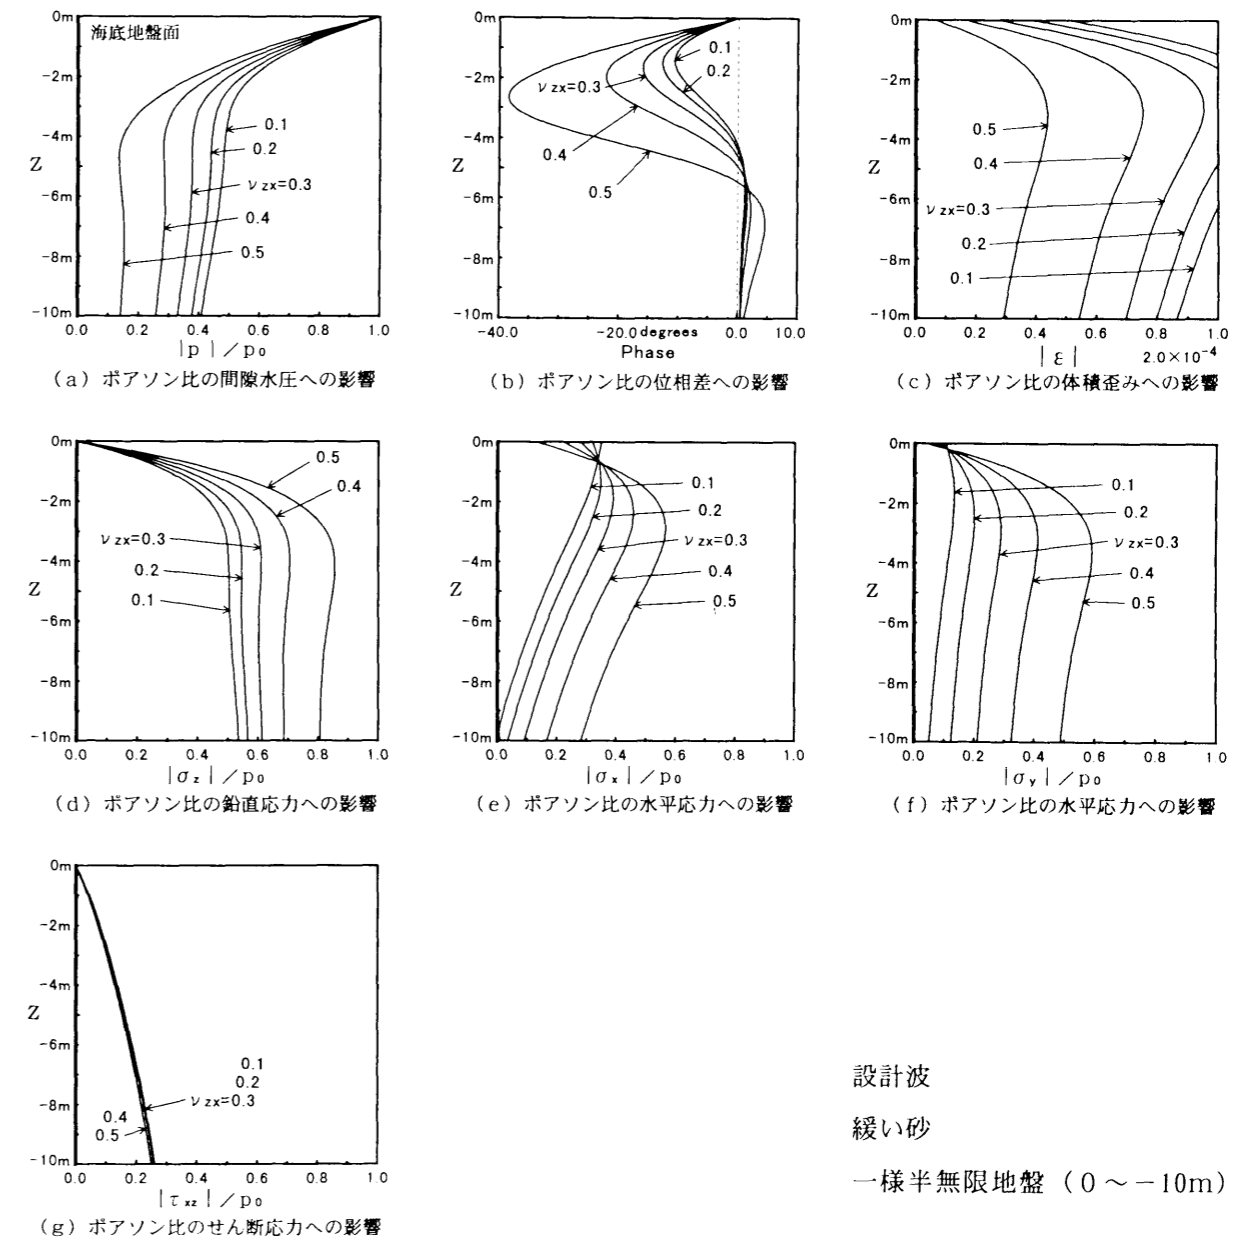 海底地盤面
0m
-2m
-4m
Z
-6m
-8m
-10m
0.1
0.2
νzx=0.3
0.4
0.5
0.0 0.2 0.4 0.6 0.8 1.0
|p|/p₀
(a) ポアソン比の間隙水圧への影響
0m
-2m
-4m
Z
-6m
-8m
-10m
0.1
0.2
νzx=0.3
0.4
0.5
-40.0 -20.0 degrees 0.0 10.0
Phase
(b) ポアソン比の位相差への影響
0m
-2m
-4m
Z
-6m
-8m
-10m
0.5
0.4
νzx=0.3
0.2
0.1
0.0 0.2 0.4 0.6 0.8 1.0
|ε| 2.0×10⁻⁴
(c) ポアソン比の体積歪みへの影響
0m
-2m
-4m
Z
-6m
-8m
-10m
0.5
0.4
νzx=0.3
0.2
0.1
0.0 0.2 0.4 0.6 0.8 1.0
|σz|/p₀
(d) ポアソン比の鉛直応力への影響
0m
-2m
-4m
Z
-6m
-8m
-10m
0.1
0.2
νzx=0.3
0.4
0.5
0.0 0.2 0.4 0.6 0.8 1.0
|σx|/p₀
(e) ポアソン比の水平応力への影響
0m
-2m
-4m
Z
-6m
-8m
-10m
0.1
0.2
νzx=0.3
0.4
0.5
0.0 0.2 0.4 0.6 0.8 1.0
|σy|/p₀
(f) ポアソン比の水平応力への影響
0m
-2m
-4m
Z
-6m
-8m
-10m
0.1
0.2
νzx=0.3
0.4
0.5
0.0 0.2 0.4 0.6 0.8 1.0
|τxz|/p₀
(g) ポアソン比のせん断応力への影響
設計波
緩い砂
一様半無限地盤(0～-10m)